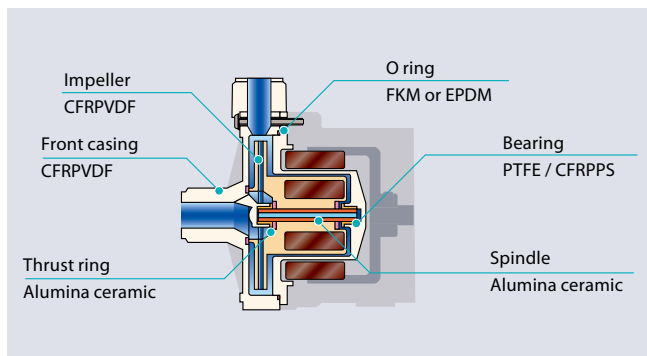 Impeller
CFRPVDF
O ring
FKM or EPDM
Front casing
CFRPVDF
Bearing
PTFE / CFRPPS
Thrust ring
Alumina ceramic
Spindle
Alumina ceramic